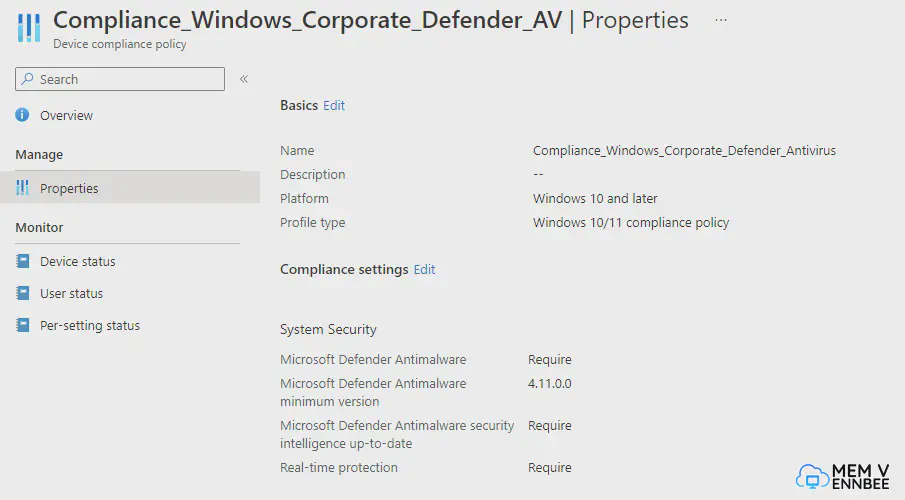 Compliance_Windows_Corporate_Defender_AV | Properties ...
Device compliance policy
Search «
Overview
Manage
Properties
Monitor
Device status
User status
Per-setting status
Basics Edit
Name Compliance_Windows_Corporate_Defender_Antivirus
Description --
Platform Windows 10 and later
Profile type Windows 10/11 compliance policy
Compliance settings Edit
System Security
Microsoft Defender Antimalware Require
Microsoft Defender Antimalware 4.11.0.0
minimum version
Microsoft Defender Antimalware security Require
intelligence up-to-date
Real-time protection Require
MEM V
ENNBEE